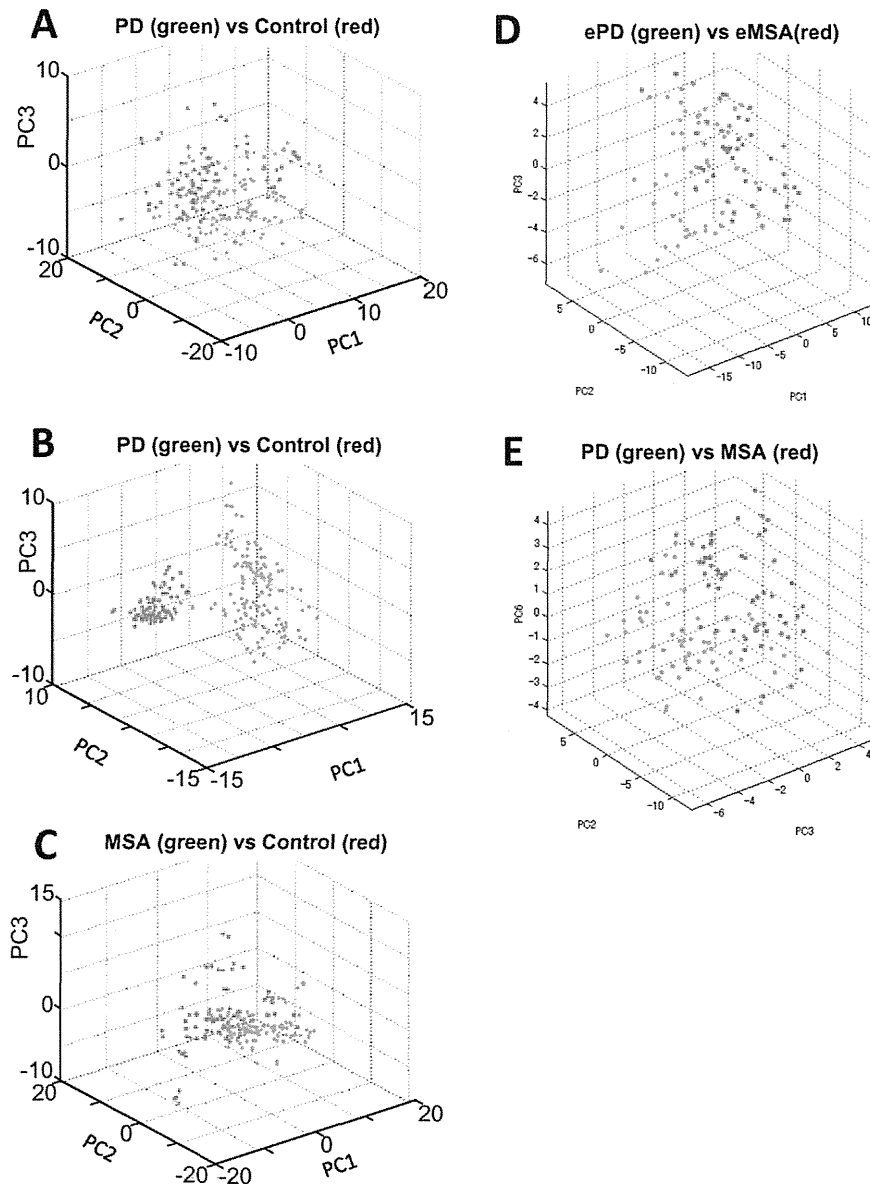 A
PD (green) vs Control (red)
10
0
-10
PC3
20
0
-20
PC2
-10
0
10
20
PC1
B
PD (green) vs Control (red)
10
0
-10
PC3
10
-15
PC2
-15
15
PC1
C
MSA (green) vs Control (red)
15
0
-10
PC3
20
0
-20
PC2
-20
0
20
PC1
D
ePD (green) vs eMSA(red)
4
2
0
-2
-4
-6
PC3
5
0
-5
-10
PC2
-15
-10
-5
0
5
10
PC1
E
PD (green) vs MSA (red)
4
3
2
1
0
-1
-2
-3
-4
PC6
5
0
-5
-10
PC2
-6
-4
-2
0
2
4
PC3